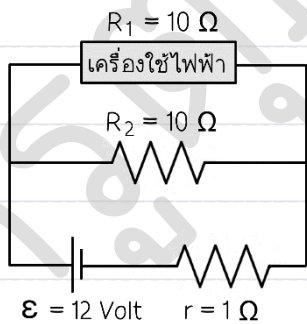 R₁ = 10 Ω
เครื่องใช้ไฟฟ้า
R₂ = 10 Ω
ε = 12 Volt r = 1 Ω